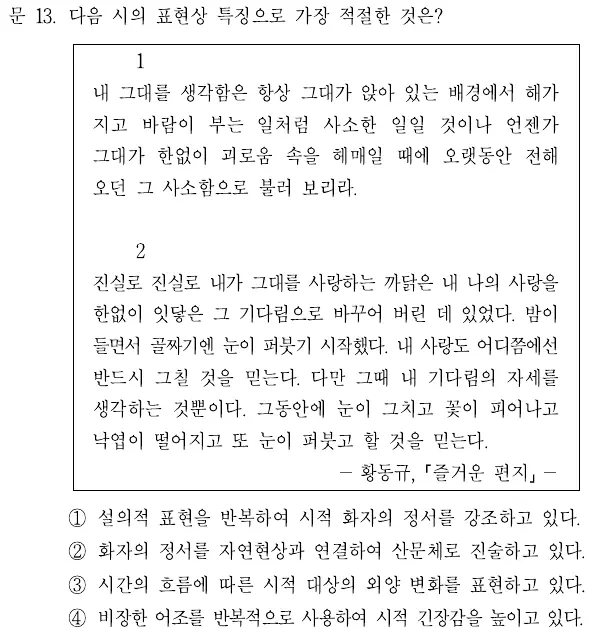 문 13. 다음 시의 표현상 특징으로 가장 적절한 것은?
1
내 그대를 생각함은 항상 그대가 앉아 있는 배경에서 해가
지고 바람이 부는 일처럼 사소한 일일 것이나 언젠가
그대가 한없이 괴로움 속을 헤매일 때에 오랫동안 전해
오던 그 사소함으로 불러 보리라.
2
진실로 진실로 내가 그대를 사랑하는 까닭은 내 나의 사랑을
한없이 잇닿은 그 기다림으로 바꾸어 버린 데 있었다. 밤이
들면서 골짜기엔 눈이 퍼붓기 시작했다. 내 사랑도 어디쯤에선
반드시 그칠 것을 믿는다. 다만 그때 내 기다림의 자세를
생각하는 것뿐이다. 그동안에 눈이 그치고 꽃이 피어나고
낙엽이 떨어지고 또 눈이 퍼붓고 할 것을 믿는다.
- 황동규, ｢즐거운 편지｣ -
① 설의적 표현을 반복하여 시적 화자의 정서를 강조하고 있다.
② 화자의 정서를 자연현상과 연결하여 산문체로 진술하고 있다.
③ 시간의 흐름에 따른 시적 대상의 외양 변화를 표현하고 있다.
④ 비장한 어조를 반복적으로 사용하여 시적 긴장감을 높이고 있다.